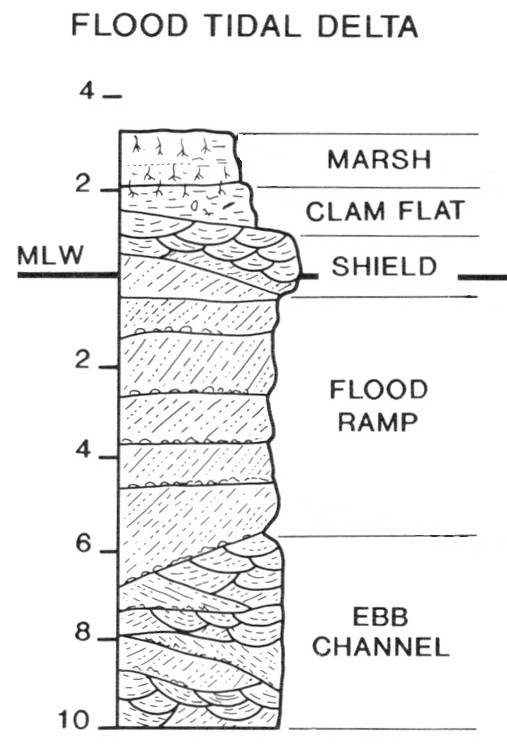 FLOOD TIDAL DELTA
4
MARSH
2
CLAM FLAT
MLW
SHIELD
2
FLOOD
RAMP
4
6
EBB
8
CHANNEL
10